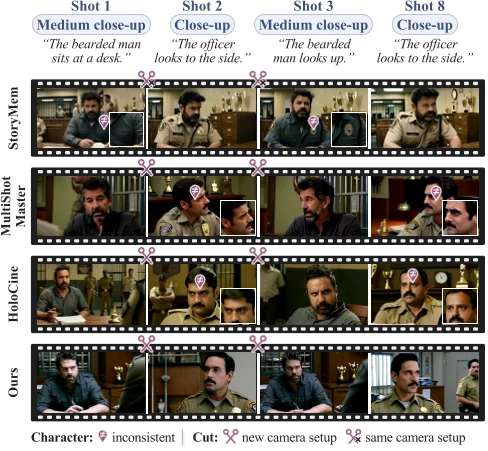 Shot 1 Shot 2 Shot 3 Shot 8
Medium close-up Close-up Medium close-up Close-up
“The bearded man sits at a desk.”
“The officer looks to the side.”
“The bearded man looks up.”
“The officer looks to the side.”
StoryMem
MultiShot Master
HoloCine
Ours
Character: ≠ inconsistent | Cut: new camera setup same camera setup